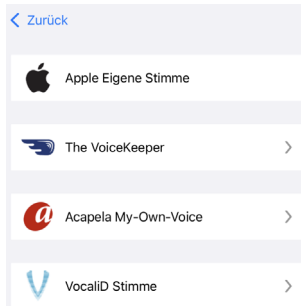 Zurück
Apple Eigene Stimme
The VoiceKeeper
Acapela My-Own-Voice
VocaliD Stimme